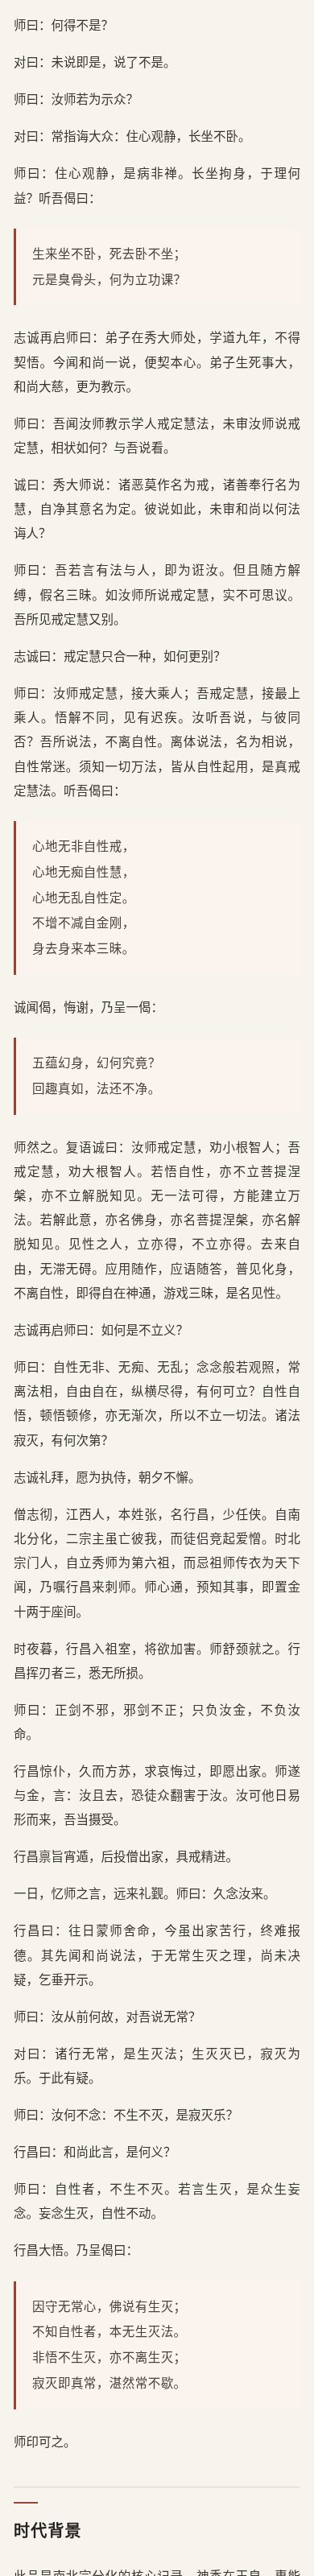 师曰：何得不是？
对曰：未说即是，说了不是。
师曰：汝师若为示众？
对曰：常指诲大众：住心观静，长坐不卧。
师曰：住心观静，是病非禅。长坐拘身，于理何
益？听吾偈曰：
生来坐不卧，死去卧不坐；
元是臭骨头，何为立功课？
志诚再启师曰：弟子在秀大师处，学道九年，不得
契悟。今闻和尚一说，便契本心。弟子生死事大，
和尚大慈，更为教示。
师曰：吾闻汝师教示学人戒定慧法，未审汝师说戒
定慧，相状如何？与吾说看。
诚曰：秀大师说：诸恶莫作名为戒，诸善奉行名为
慧，自净其意名为定。彼说如此，未审和尚以何法
诲人？
师曰：吾若言有法与人，即为诳汝。但且随方解
缚，假名三昧。如汝师所说戒定慧，实不可思议。
吾所见戒定慧又别。
志诚曰：戒定慧只合一种，如何更别？
师曰：汝师戒定慧，接大乘人；吾戒定慧，接最上
乘人。悟解不同，见有迟疾。汝听吾说，与彼同
否？吾所说法，不离自性。离体说法，名为相说，
自性常迷。须知一切万法，皆从自性起用，是真戒
定慧法。听吾偈曰：
心地无非自性戒，
心地无痴自性慧，
心地无乱自性定。
不增不减自金刚，
身去身来本三昧。
诚闻偈，悔谢，乃呈一偈：
五蕴幻身，幻何究竟？
回趣真如，法还不净。
师然之。复语诚曰：汝师戒定慧，劝小根智人；吾
戒定慧，劝大根智人。若悟自性，亦不立菩提涅
槃，亦不立解脱知见。无一法可得，方能建立万
法。若解此意，亦名佛身，亦名菩提涅槃，亦名解
脱知见。见性之人，立亦得，不立亦得。去来自
由，无滞无碍。应用随作，应语随答，普见化身，
不离自性，即得自在神通，游戏三昧，是名见性。
志诚再启师曰：如何是不立义？
师曰：自性无非、无痴、无乱；念念般若观照，常
离法相，自由自在，纵横尽得，有何可立？自性自
悟，顿悟顿修，亦无渐次，所以不立一切法。诸法
寂灭，有何次第？
志诚礼拜，愿为执侍，朝夕不懈。
僧志彻，江西人，本姓张，名行昌，少任侠。自南
北分化，二宗主虽亡彼我，而徒侣竞起爱憎。时北
宗门人，自立秀师为第六祖，而忌祖师传衣为天下
闻，乃嘱行昌来刺师。师心通，预知其事，即置金
十两于座间。
时夜暮，行昌入祖室，将欲加害。师舒颈就之。行
昌挥刃者三，悉无所损。
师曰：正剑不邪，邪剑不正；只负汝金，不负汝
命。
行昌惊仆，久而方苏，求哀悔过，即愿出家。师遂
与金，言：汝且去，恐徒众翻害于汝。汝可他日易
形而来，吾当摄受。
行昌禀旨宵遁，后投僧出家，具戒精进。
一日，忆师之言，远来礼觐。师曰：久念汝来。
行昌曰：往日蒙师舍命，今虽出家苦行，终难报
德。其先闻和尚说法，于无常生灭之理，尚未决
疑，乞垂开示。
师曰：汝从前何故，对吾说无常？
对曰：诸行无常，是生灭法；生灭灭已，寂灭为
乐。于此有疑。
师曰：汝何不念：不生不灭，是寂灭乐？
行昌曰：和尚此言，是何义？
师曰：自性者，不生不灭。若言生灭，是众生妄
念。妄念生灭，自性不动。
行昌大悟。乃呈偈曰：
因守无常心，佛说有生灭；
不知自性者，本无生灭法。
非悟不生灭，亦不离生灭；
寂灭即真常，湛然常不歇。
师印可之。
时代背景